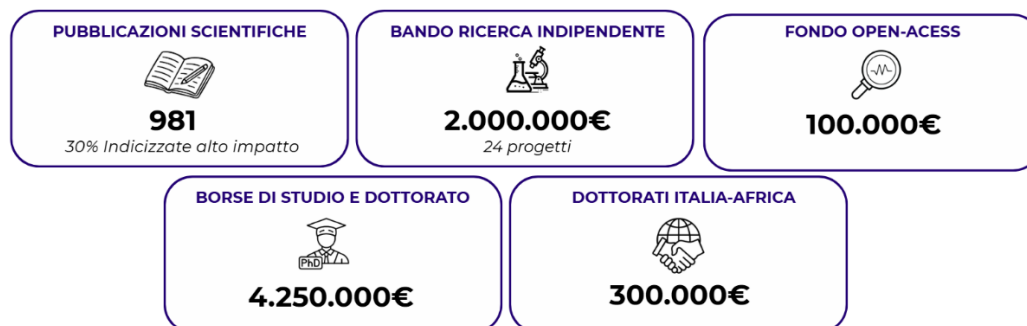 PUBBLICAZIONI SCIENTIFICHE
981
30% Indicizzate alto impatto
BANDO RICERCA INDIPENDENTE
2.000.000€
24 progetti
FONDO OPEN-ACESS
100.000€
BORSE DI STUDIO E DOTTORATO
PhD
4.250.000€
DOTTORATI ITALIA-AFRICA
300.000€